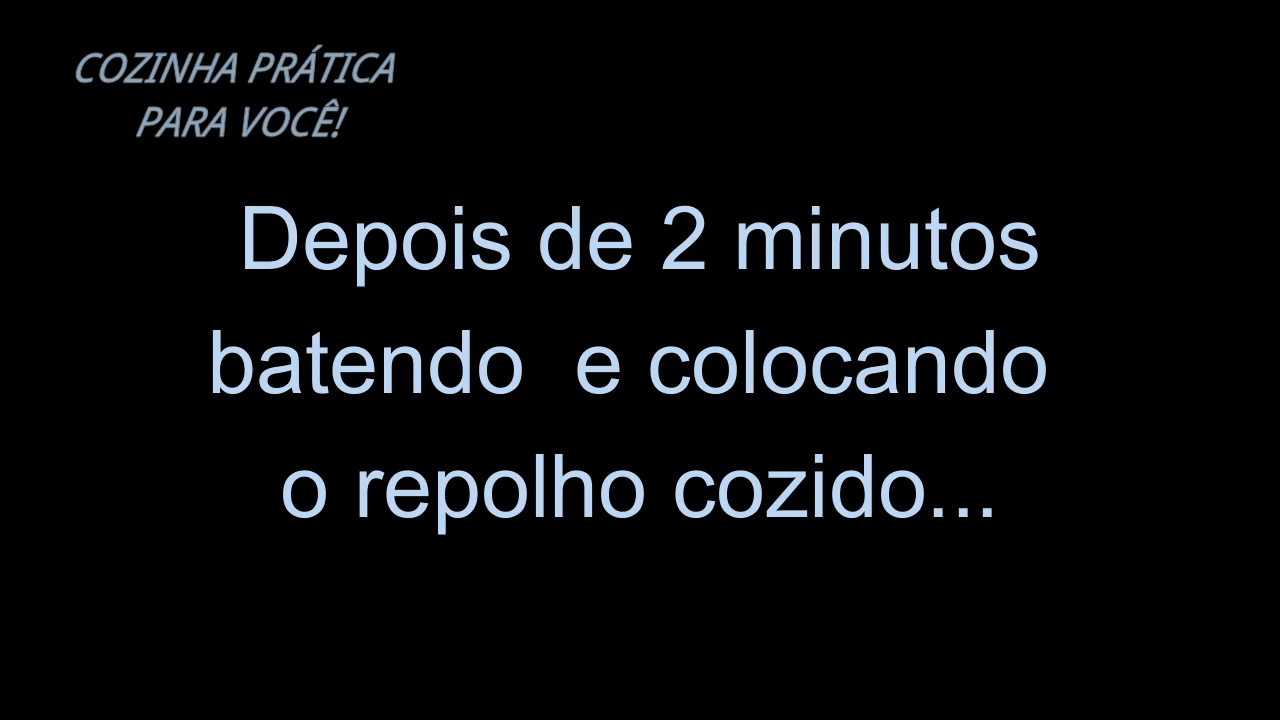 COZINHA PRÁTICA
PARA VOCÊ!
Depois de 2 minutos
batendo e colocando
o repolho cozido...